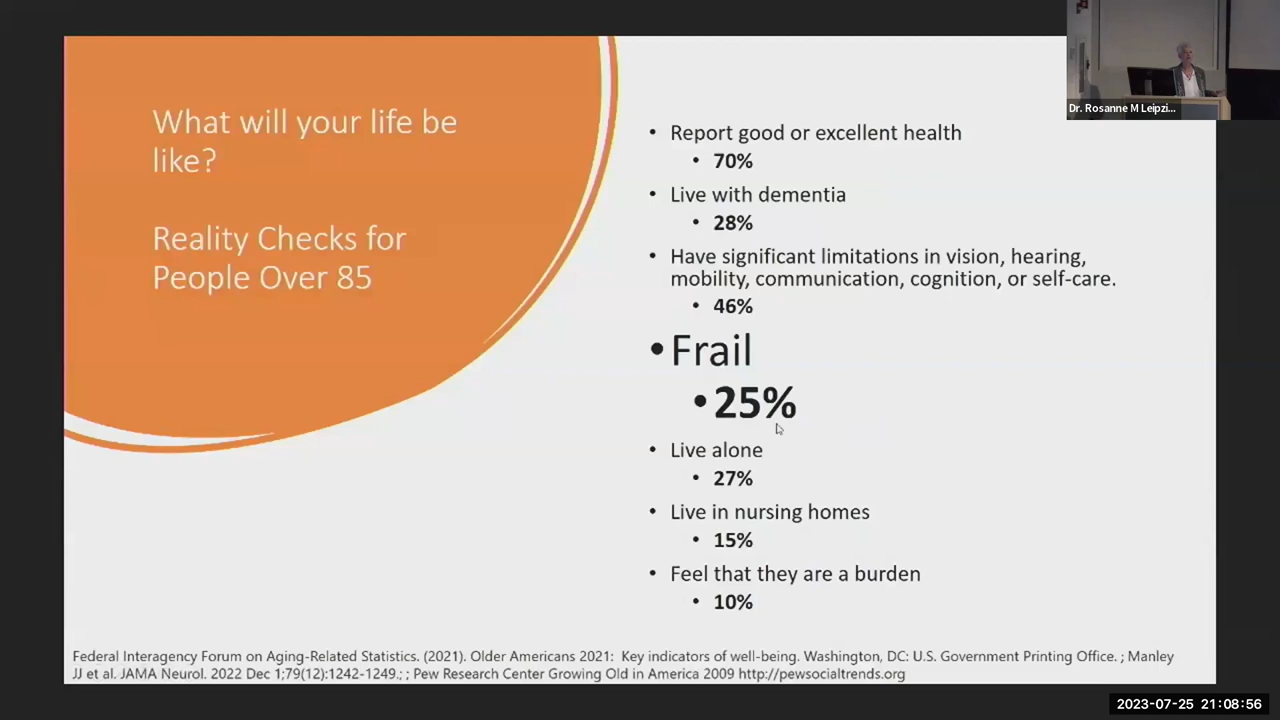 What will your life be
like?
Reality Checks for
People Over 85
Dr. Rosanne M Leipzi...
• Report good or excellent health
• 70%
• Live with dementia
• 28%
• Have significant limitations in vision, hearing,
mobility, communication, cognition, or self-care.
• 46%
• Frail
• 25%
• Live alone
• 27%
• Live in nursing homes
• 15%
• Feel that they are a burden
• 10%
Federal Interagency Forum on Aging-Related Statistics. (2021). Older Americans 2021: Key indicators of well-being. Washington, DC: U.S. Government Printing Office. ; Manley
JJ et al. JAMA Neurol. 2022 Dec 1;79(12):1242-1249.; ; Pew Research Center Growing Old in America 2009 http://pewsocialtrends.org
2023-07-25 21:08:56